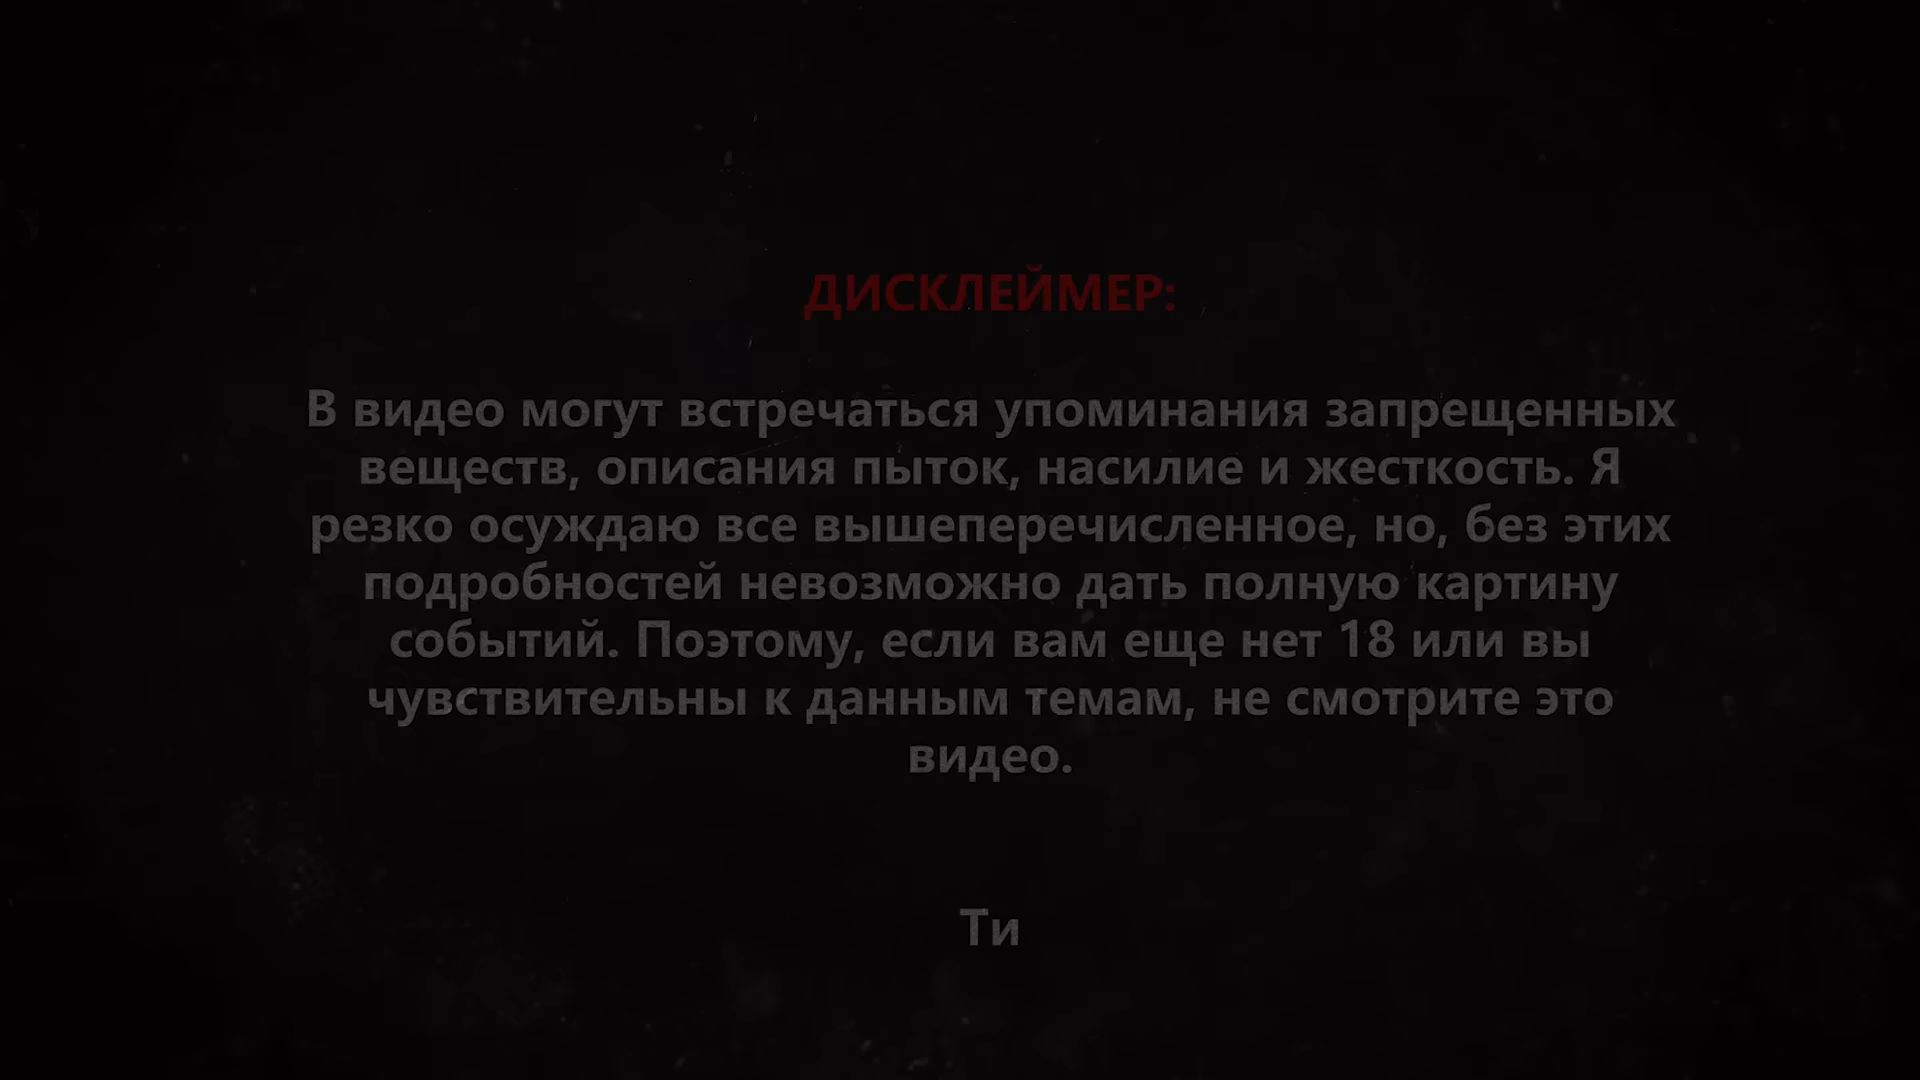 ДИСКЛЕЙМЕР:
В видео могут встречаться упоминания запрещенных
веществ, описания пыток, насилие и жесткость. Я
резко осуждаю все вышеперечисленное, но, без этих
подробностей невозможно дать полную картину
событий. Поэтому, если вам еще нет 18 или вы
чувствительны к данным темам, не смотрите это
видео.
Ти